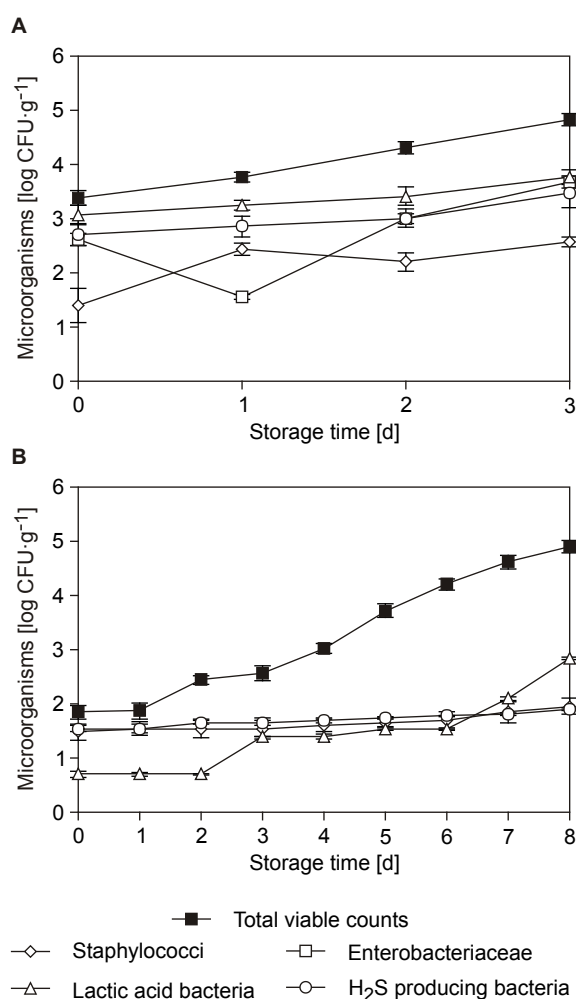 A
Microorganisms [log CFU·g⁻¹]
6
5
4
3
2
1
0
0 1 2 3
Storage time [d]
B
Microorganisms [log CFU·g⁻¹]
6
5
4
3
2
1
0
0 1 2 3 4 5 6 7 8
Storage time [d]
Total viable counts
Staphylococci Enterobacteriaceae
Lactic acid bacteria H₂S producing bacteria